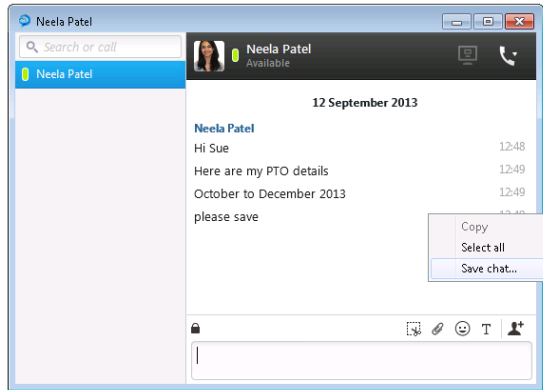 Neela Patel
Search or call
Neela Patel
Neela Patel
Available
12 September 2013
Neela Patel
Hi Sue 12:48
Here are my PTO details 12:49
October to December 2013 12:49
please save
Copy
Select all
Save chat...
T